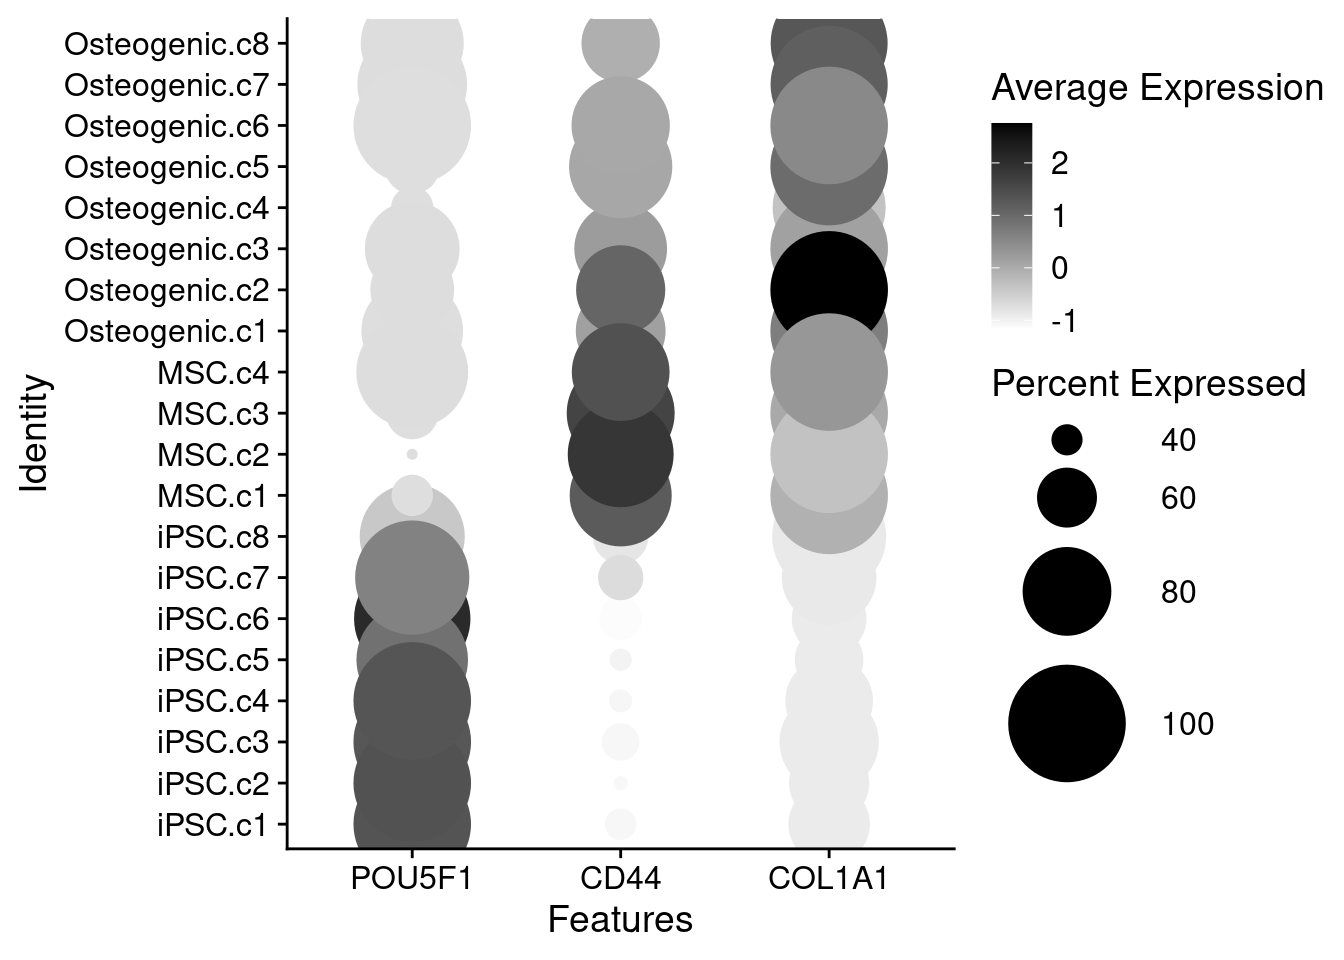 Osteogenic.c8
Osteogenic.c7
Osteogenic.c6
Osteogenic.c5
Osteogenic.c4
Osteogenic.c3
Osteogenic.c2
Osteogenic.c1
MSC.c4
MSC.c3
MSC.c2
MSC.c1
iPSC.c8
iPSC.c7
iPSC.c6
iPSC.c5
iPSC.c4
iPSC.c3
iPSC.c2
iPSC.c1
Identity
POU5F1 CD44 COL1A1
Features
Average Expression
2
1
0
-1
Percent Expressed
40
60
80
100